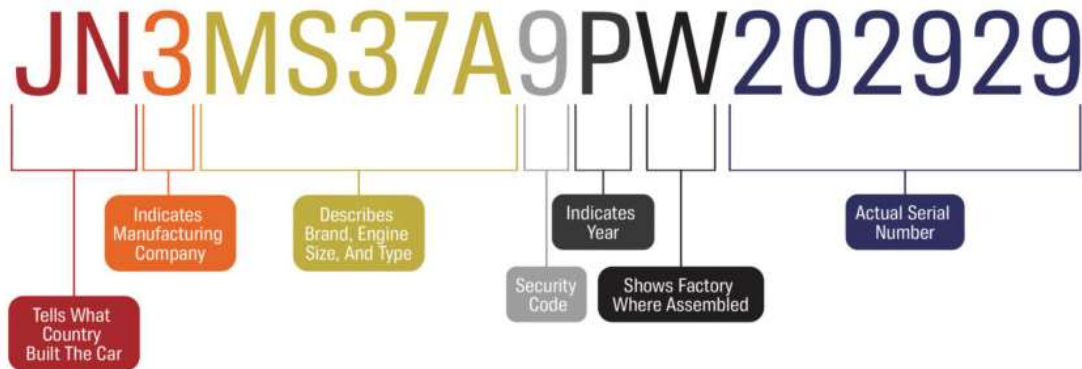 JN3MS37A9PW202929
Indicates
Manufacturing
Company
Describes
Brand, Engine
Size, And Type
Indicates
Year
Actual Serial
Number
Security
Code
Shows Factory
Where Assembled
Tells What
Country
Built The Car